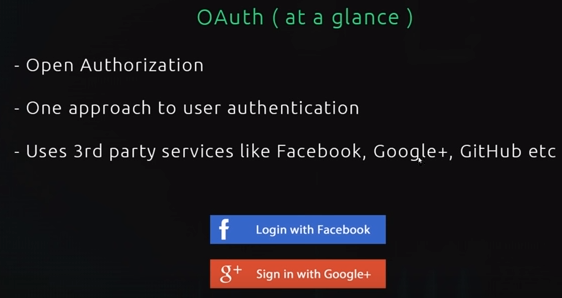 OAuth ( at a glance )
- Open Authorization
- One approach to user authentication
- Uses 3rd party services like Facebook, Google+, GitHub etc
f Login with Facebook
g+ Sign in with Google+